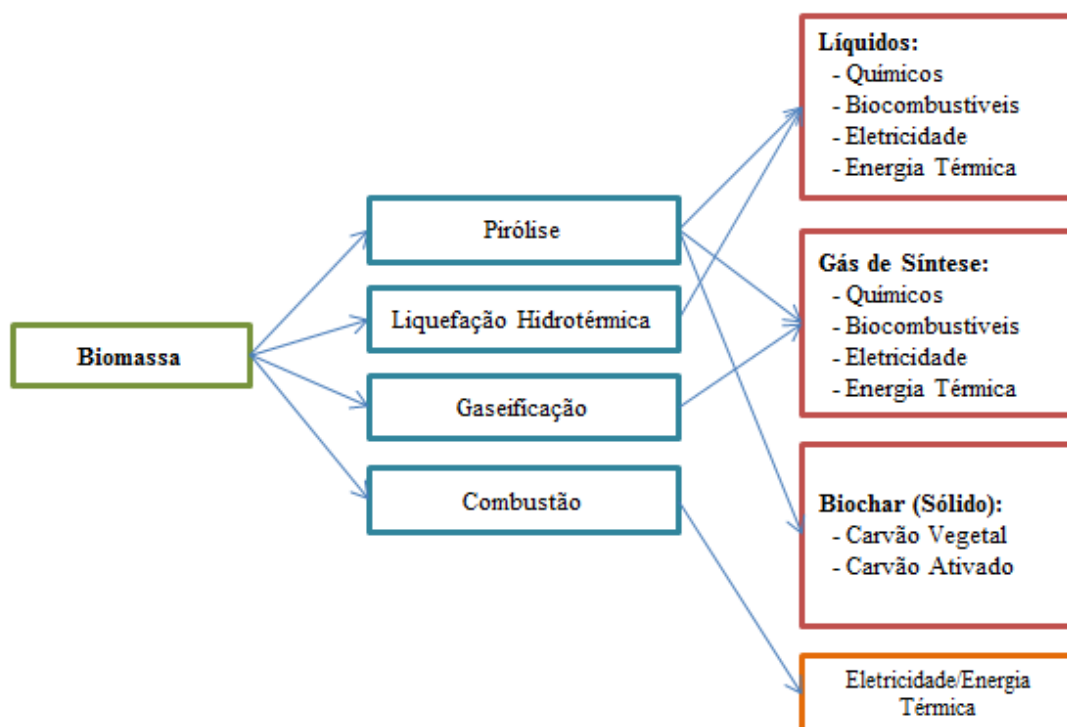 Biomassa
Pirólise
Liquefação Hidrotérmica
Gaseificação
Combustão
Líquidos:
- Químicos
- Biocombustíveis
- Eletricidade
- Energia Térmica
Gás de Síntese:
- Químicos
- Biocombustíveis
- Eletricidade
- Energia Térmica
Biochar (Sólido):
- Carvão Vegetal
- Carvão Ativado
Eletricidade/Energia
Térmica